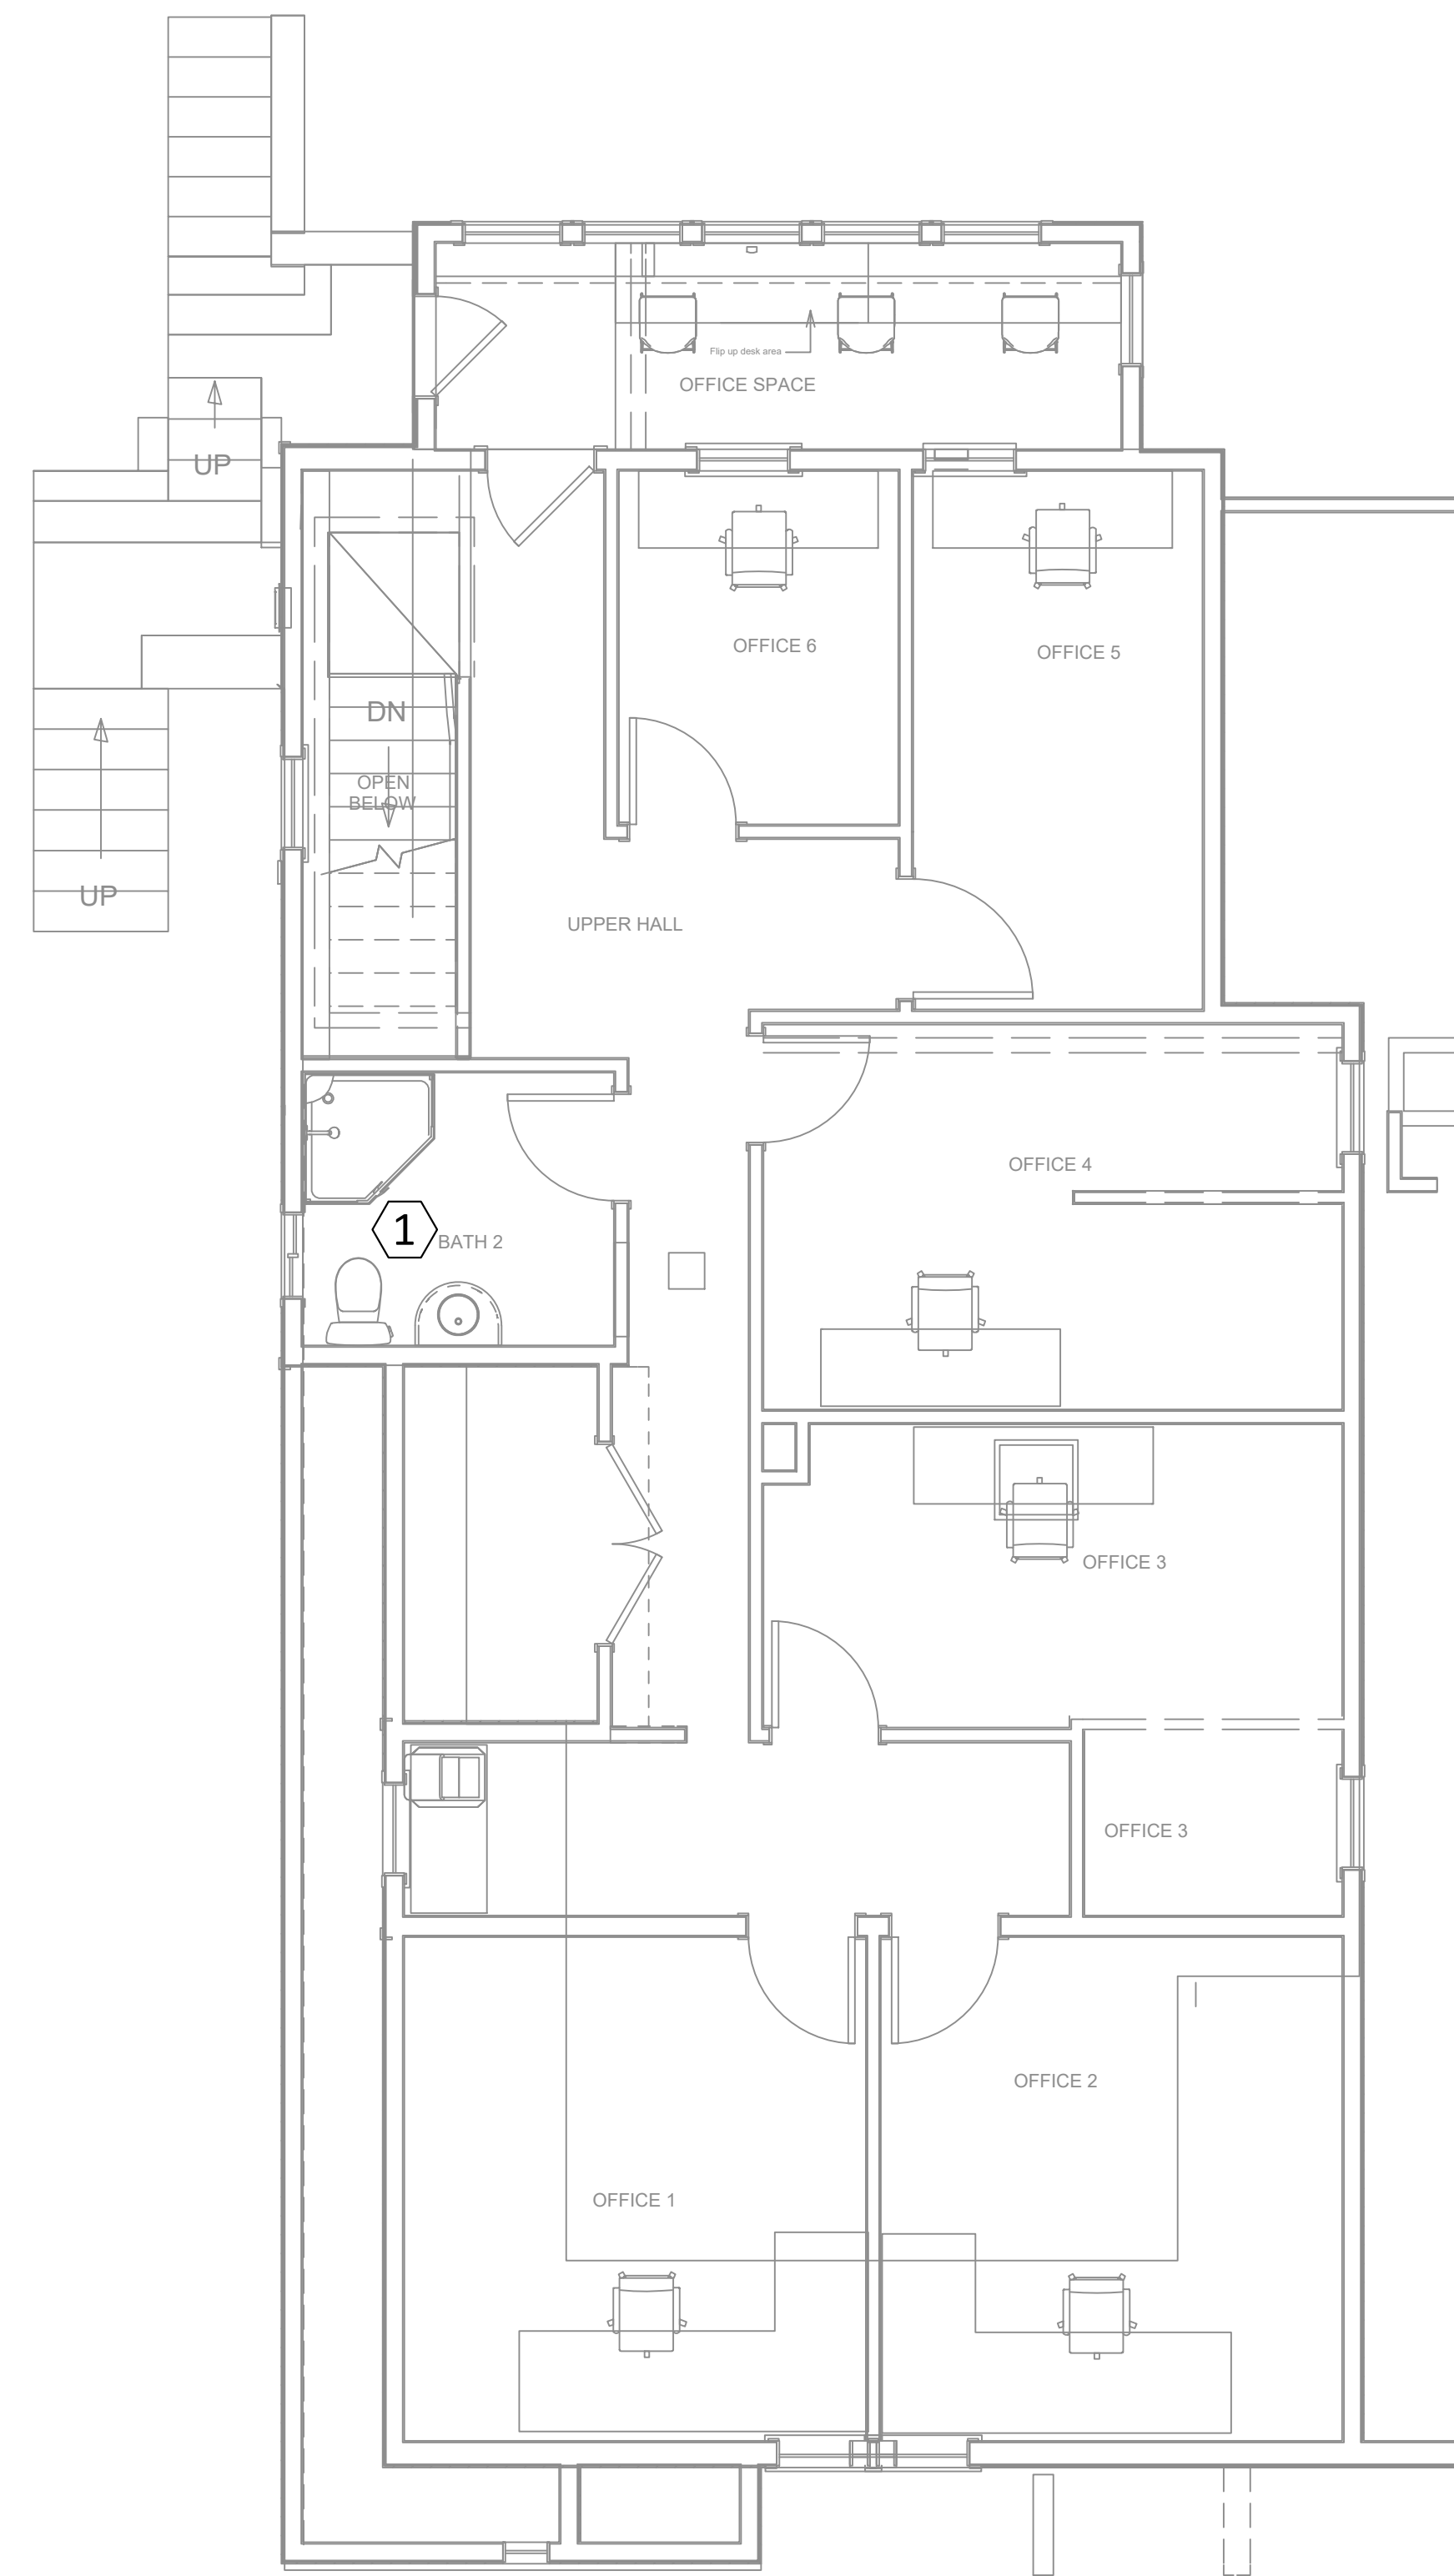 Flip up desk area
OFFICE SPACE
UP
OFFICE 6
OFFICE 5
DN
OPEN
BELOW
UP
UPPER HALL
OFFICE 4
1
BATH 2
OFFICE 3
OFFICE 3
OFFICE 2
OFFICE 1